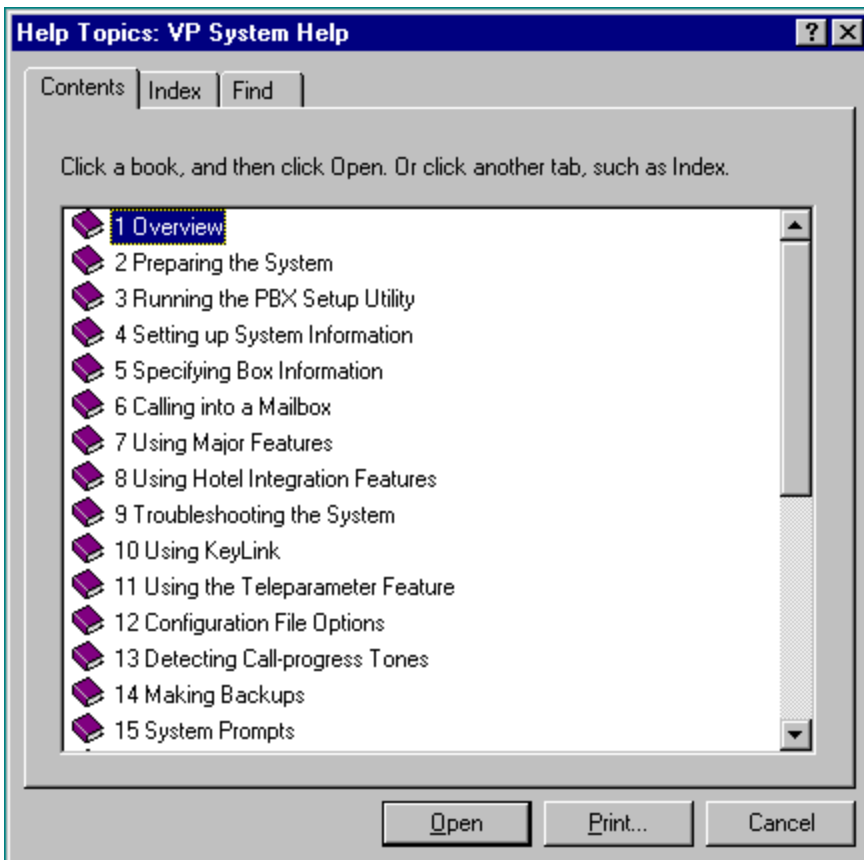 Help Topics: VP System Help
Contents Index Find
Click a book, and then click Open. Or click another tab, such as Index.
1 Overview
2 Preparing the System
3 Running the PBX Setup Utility
4 Setting up System Information
5 Specifying Box Information
6 Calling into a Mailbox
7 Using Major Features
8 Using Hotel Integration Features
9 Troubleshooting the System
10 Using KeyLink
11 Using the Teleparameter Feature
12 Configuration File Options
13 Detecting Call-progress Tones
14 Making Backups
15 System Prompts
Open Print... Cancel